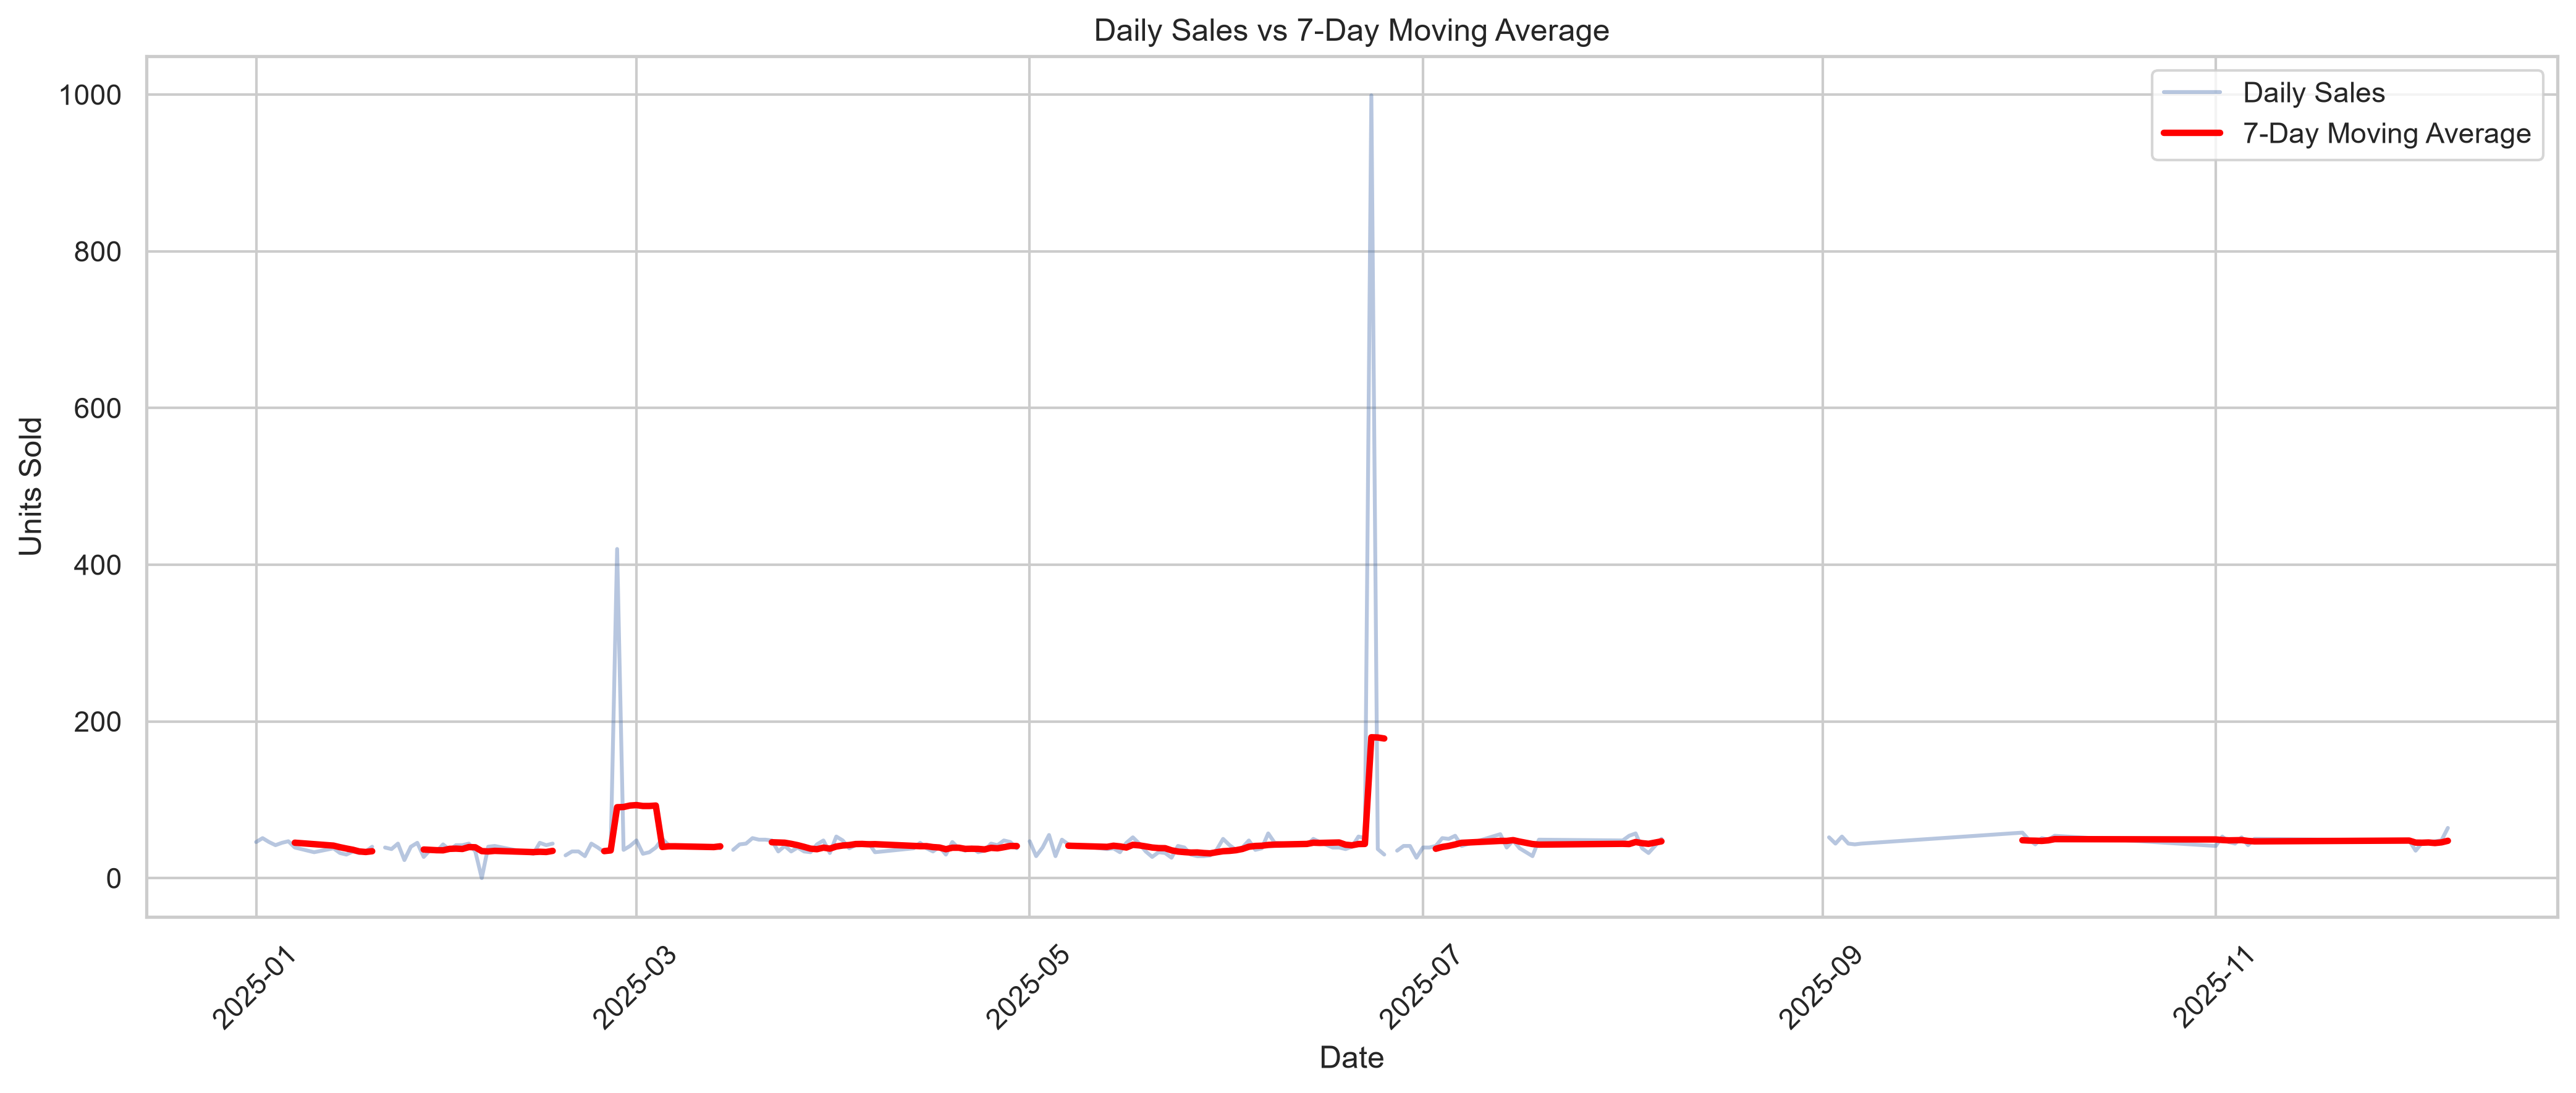 Daily Sales vs 7-Day Moving Average
Daily Sales
7-Day Moving Average
Units Sold
1000
800
600
400
200
0
2025-01
2025-03
2025-05
2025-07
2025-09
2025-11
Date